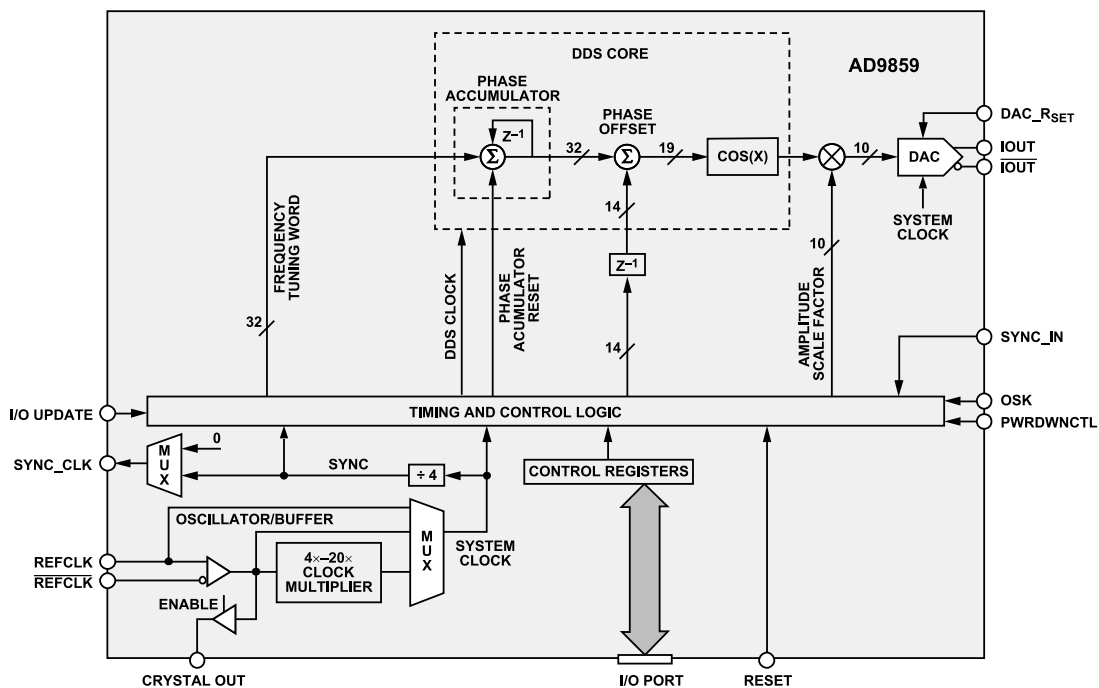 DDS CORE
AD9859
PHASE
ACCUMULATOR
Z–1
Σ
32
PHASE
OFFSET
Σ
19
COS(X)
10
DAC
DAC_RSET
IOUT
IOUT
SYSTEM
CLOCK
14
10
Z–1
FREQUENCY
TUNING WORD
32
DDS CLOCK
PHASE
ACUMULATOR
RESET
14
AMPLITUDE
SCALE FACTOR
SYNC_IN
I/O UPDATE
TIMING AND CONTROL LOGIC
OSK
PWRDWNCTL
SYNC_CLK
MUX
0
SYNC
÷ 4
CONTROL REGISTERS
OSCILLATOR/BUFFER
MUX
SYSTEM
CLOCK
REFCLK
REFCLK
4×–20×
CLOCK
MULTIPLIER
ENABLE
CRYSTAL OUT
I/O PORT
RESET